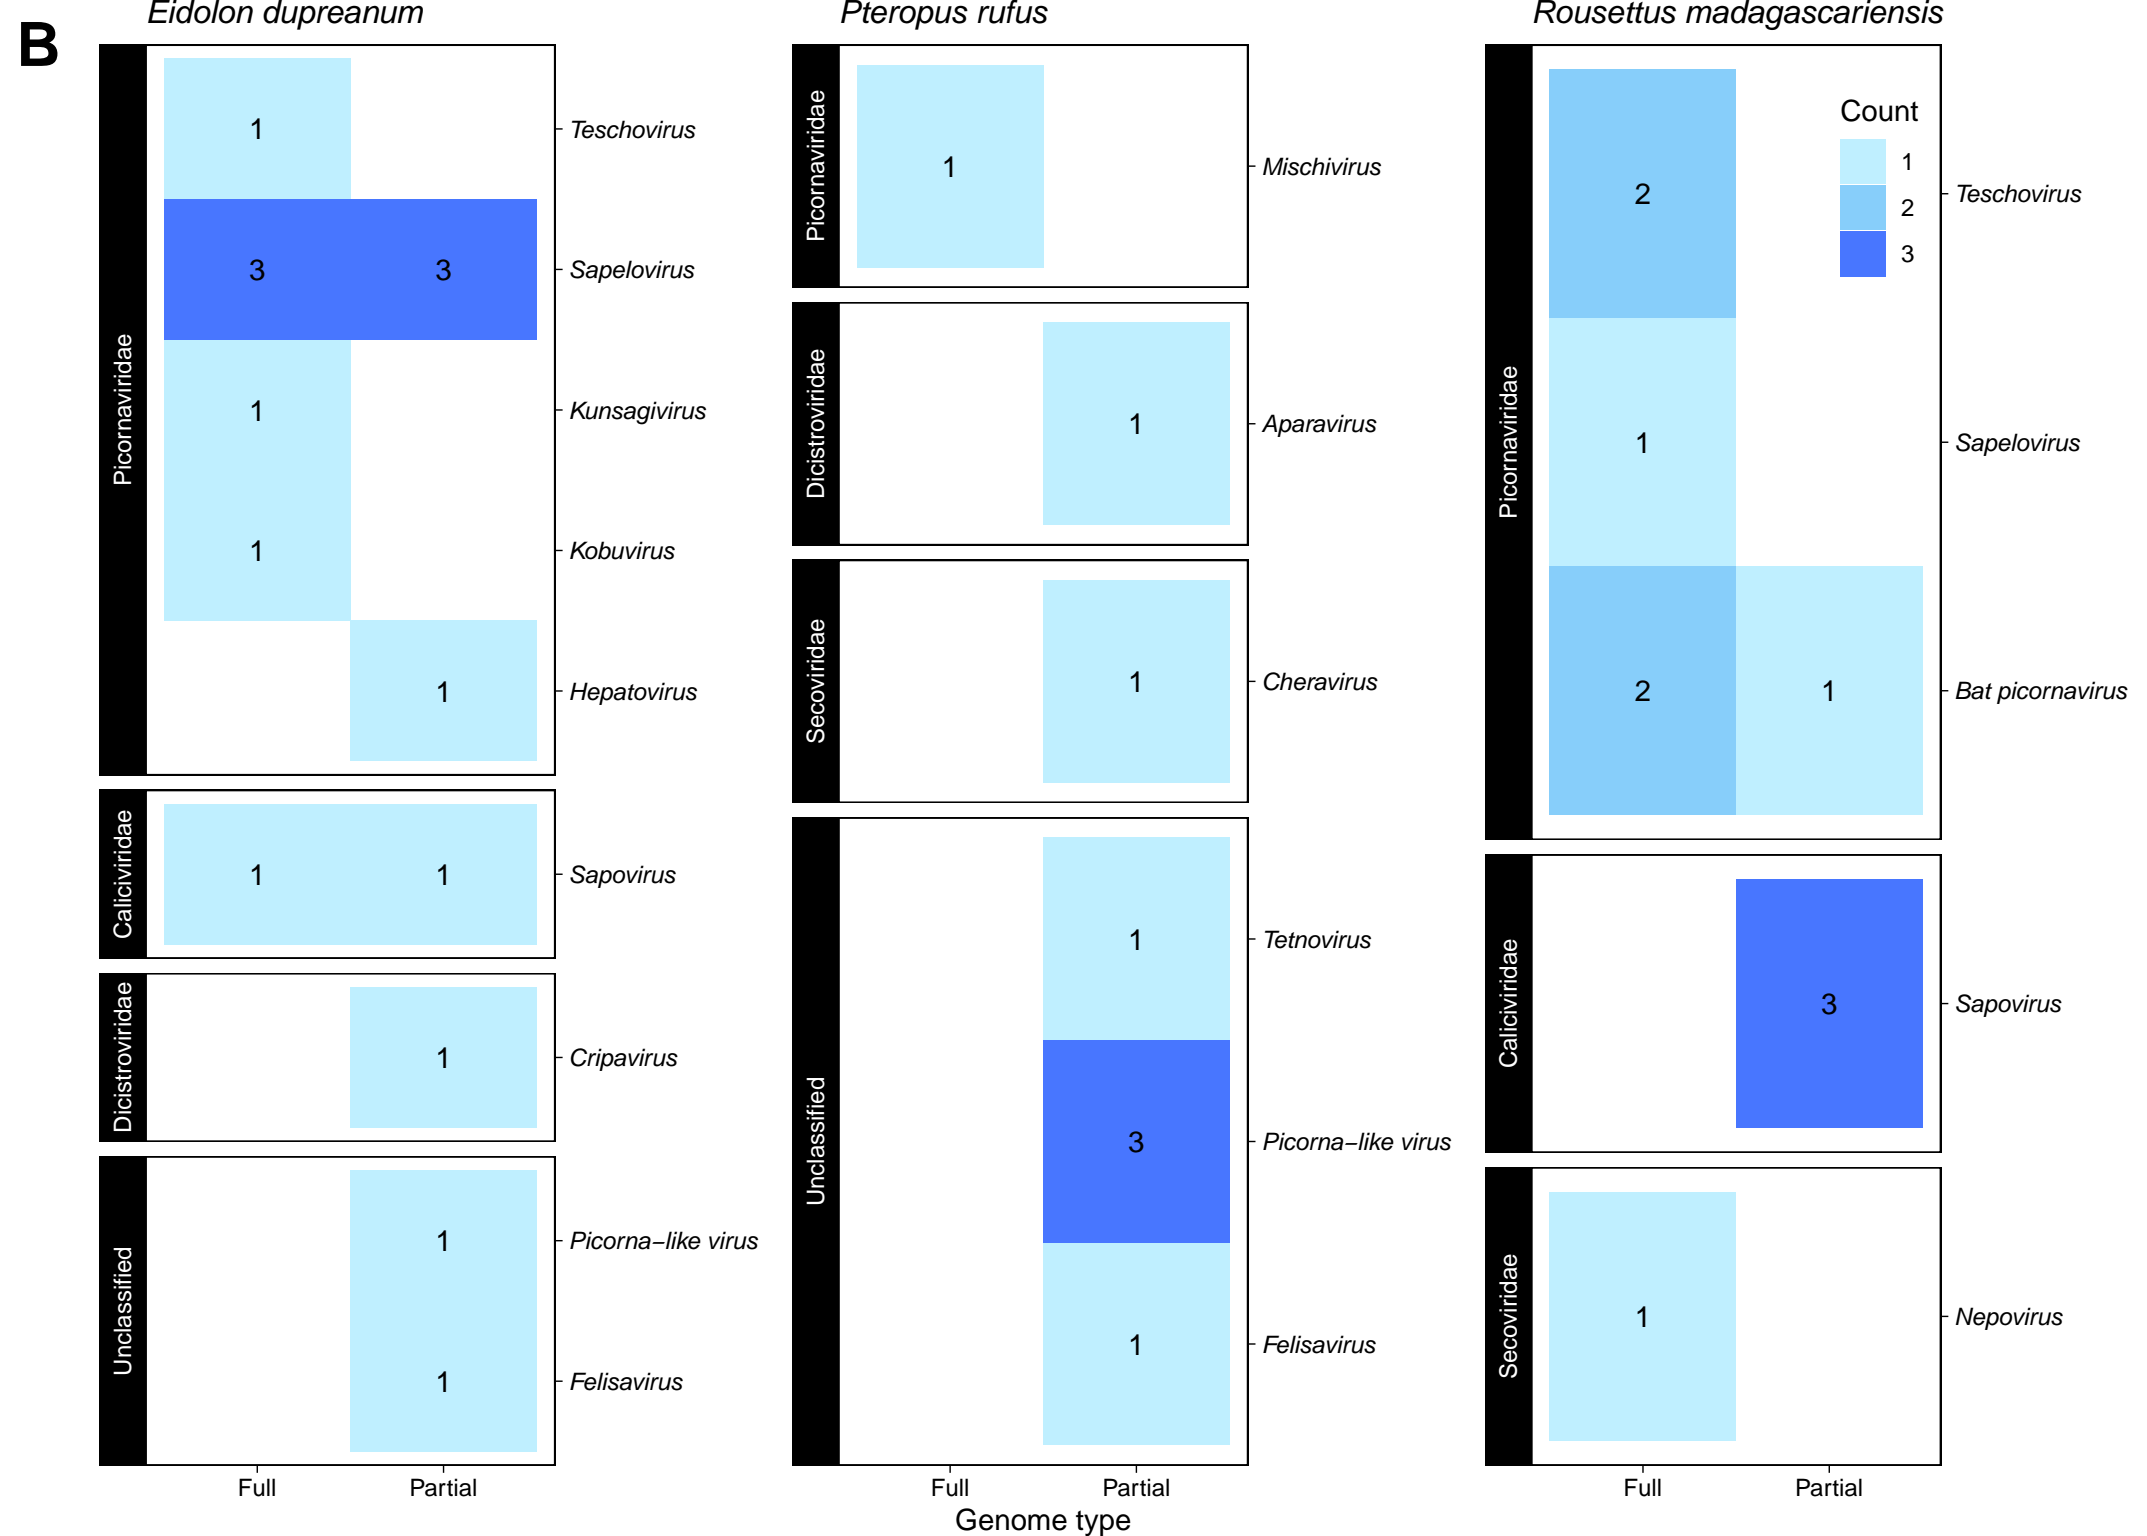 B
Eidolon dupreanum
Picornaviridae
1
Teschovirus
3 3
Sapelovirus
1
Kunsagivirus
1
Kobuvirus
1
Hepatovirus
Caliciviridae
1 1
Sapovirus
Dicistroviridae
1
Cripavirus
Unclassified
1
Picorna−like virus
1
Felisavirus
Full Partial
Pteropus rufus
Picornaviridae
1
Mischivirus
Dicistroviridae
1
Aparavirus
Secoviridae
1
Cheravirus
Unclassified
1
Tetnovirus
3
Picorna−like virus
1
Felisavirus
Full Partial
Genome type
Rousettus madagascariensis
Count
1
2
3
Picornaviridae
2
Teschovirus
1
Sapelovirus
2 1
Bat picornavirus
Caliciviridae
3
Sapovirus
Secoviridae
1
Nepovirus
Full Partial